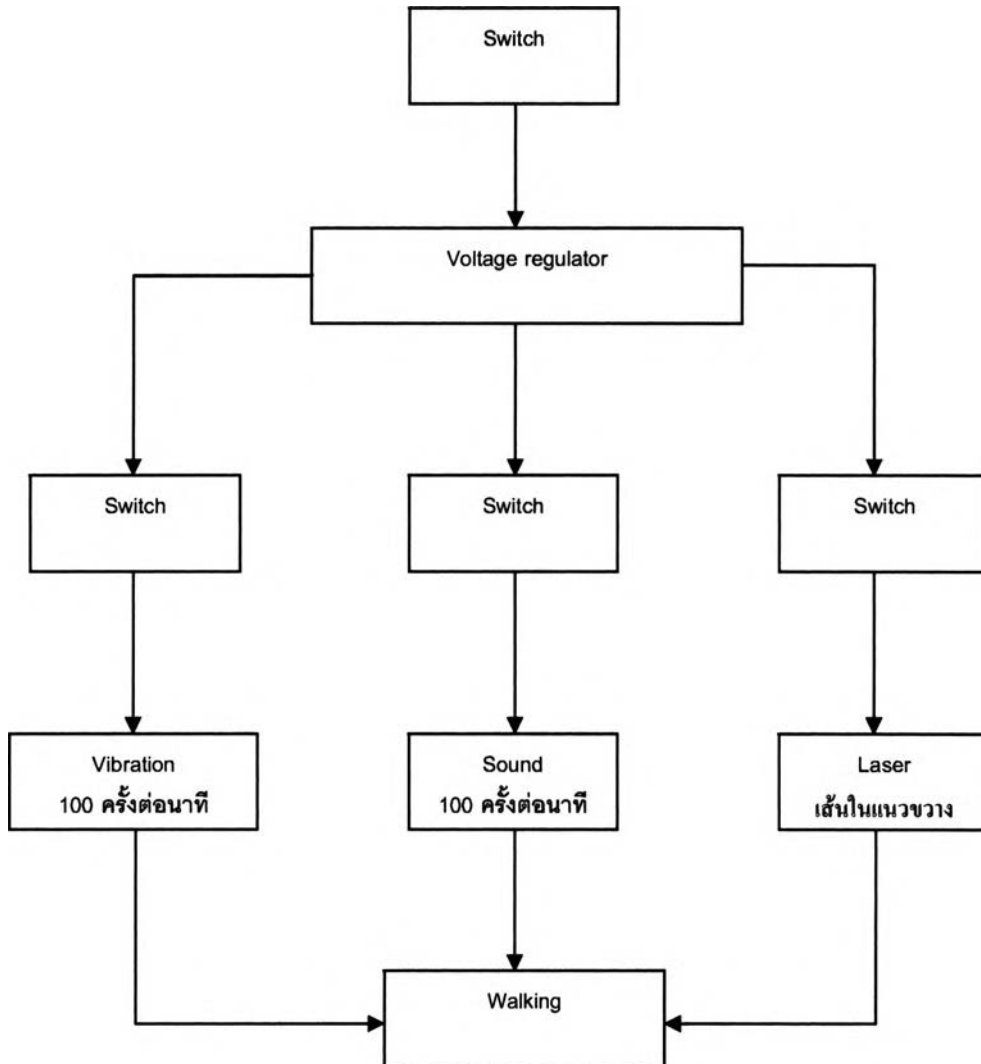 Switch
Voltage regulator
Switch
Switch
Switch
Vibration
100 ครั้งต่อนาที
Sound
100 ครั้งต่อนาที
Laser
เส้นในแนวขวาง
Walking